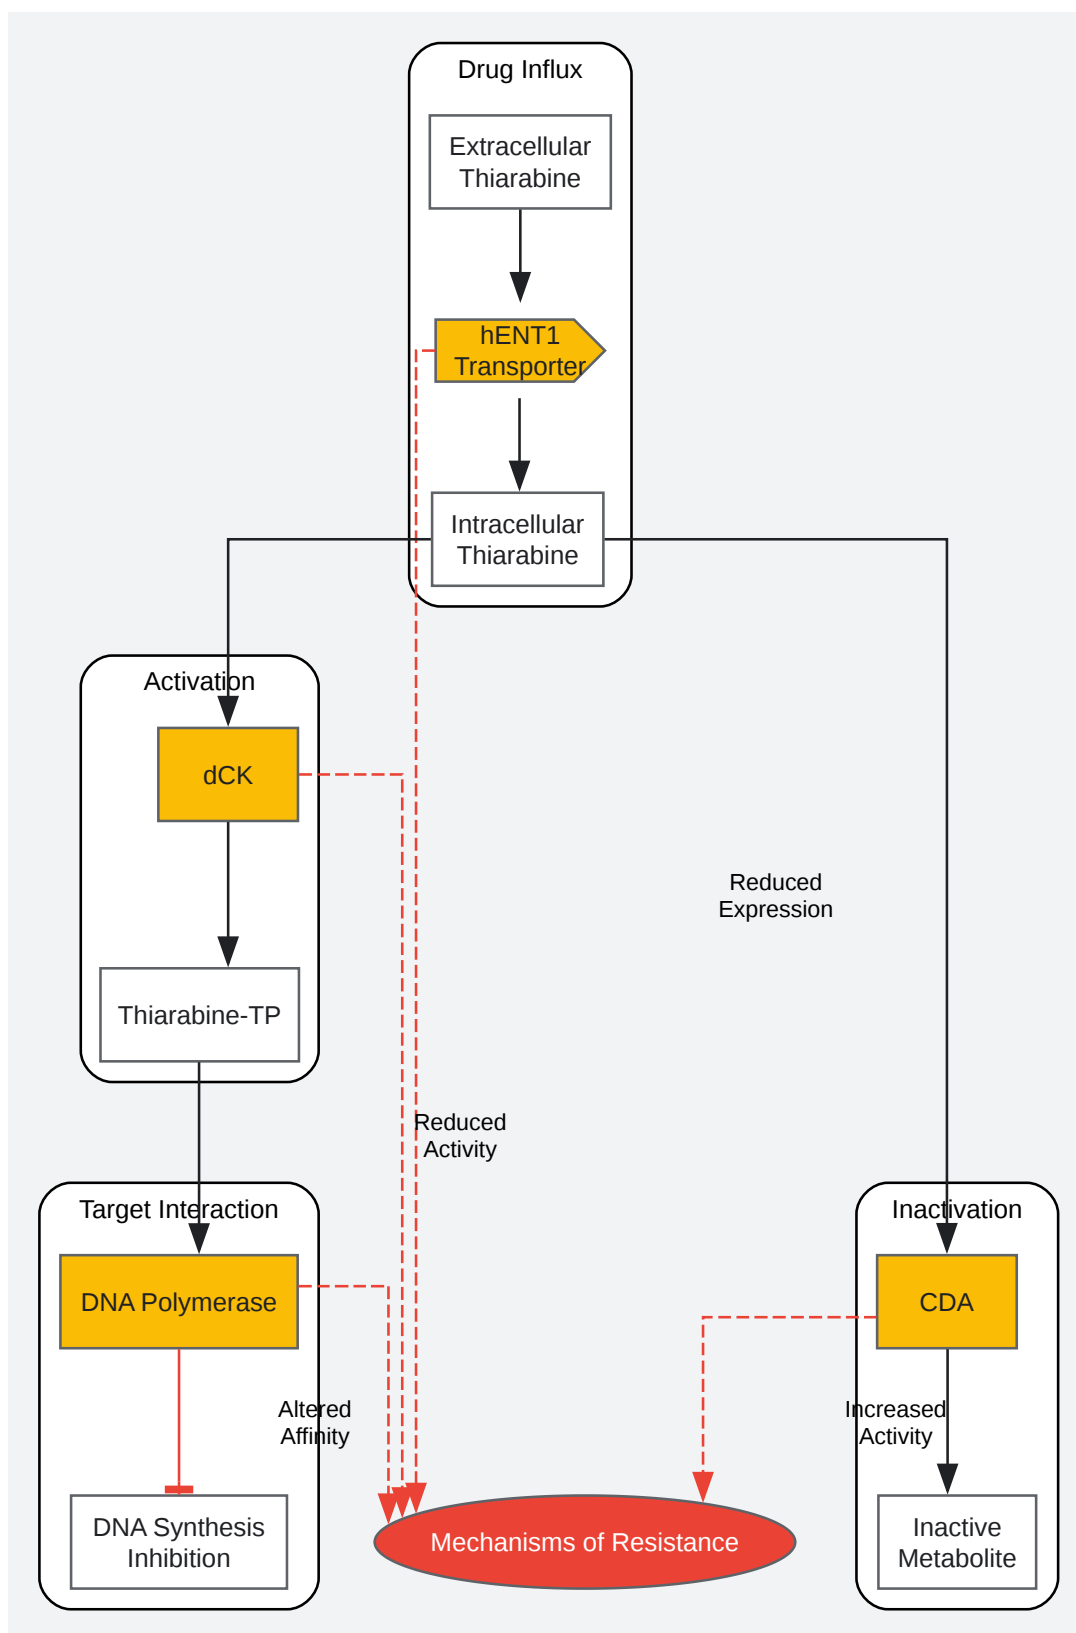 Drug Influx
Extracellular
Thiarabine
hENT1
Transporter
Intracellular
Thiarabine
Activation
dCK
Reduced
Expression
Thiarabine-TP
Reduced
Activity
Target Interaction
Inactivation
DNA Polymerase
CDA
Altered
Affinity
Increased
Activity
DNA Synthesis
Inhibition
Mechanisms of Resistance
Inactive
Metabolite